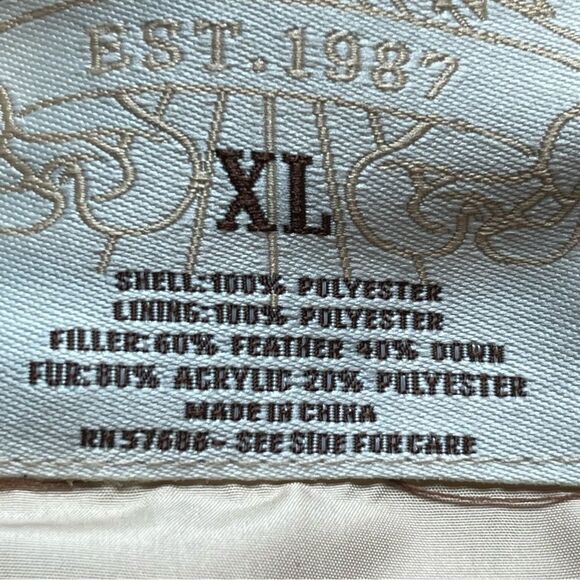 EST. 1987
XL
SHELL: 100% POLYESTER
LINING: 100% POLYESTER
FILLER: 60% FEATHER 40% DOWN
FUR: 80% ACRYLIC 20% POLYESTER
MADE IN CHINA
SEE SIDE FOR CARE